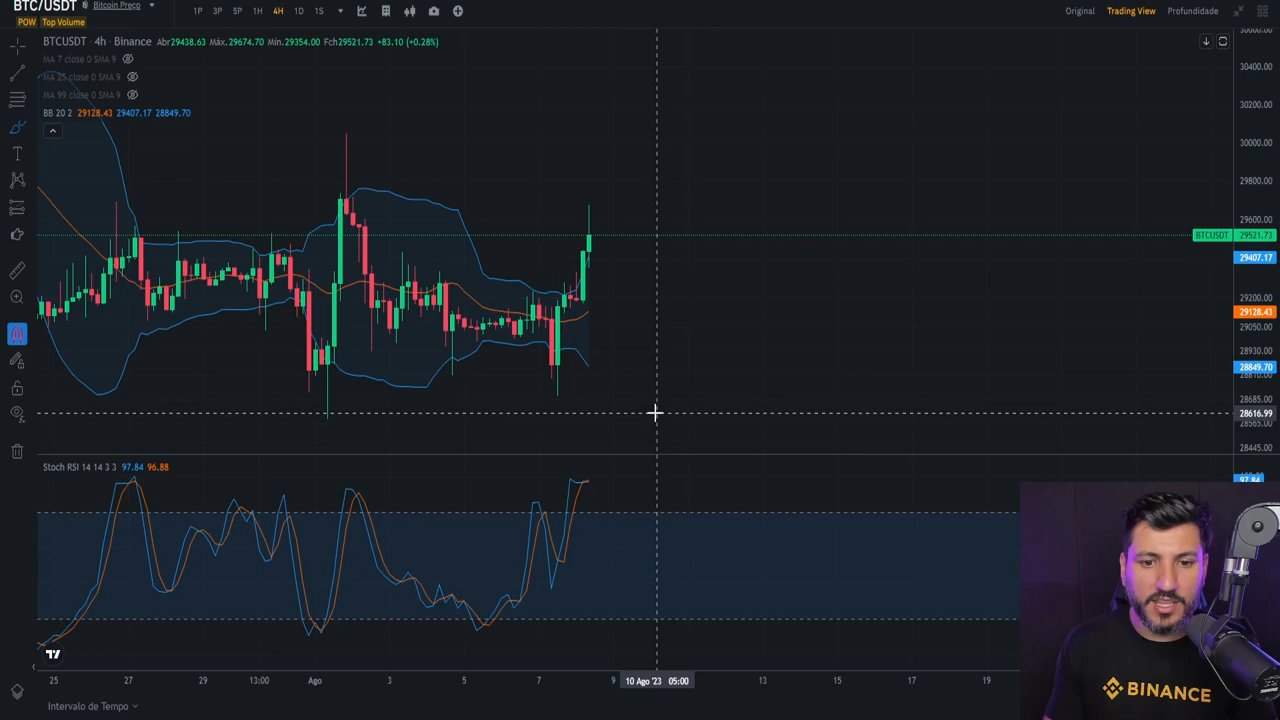 BTC/USDT Bitcoin Preço
POW Top Volume
1P 3P 5P 1H 4H 1D 1S
Original Trading View Profundidade
BTCUSDT · 4h · Binance Abr29438.63 Máx.29674.70 Mín.29354.00 Fch29521.73 +83.10 (+0.28%)
MA 7 close 0 SMA 9
MA 25 close 0 SMA 9
MA 99 close 0 SMA 9
BB 20 2 29128.43 29407.17 28849.70
30400.00
30200.00
30000.00
29800.00
29600.00
BTCUSDT 29521.73
29407.17
29200.00
29128.43
29050.00
28930.00
28849.70
28685.00
28616.99
28565.00
28445.00
Stoch RSI 14 14 3 3 97.84 96.88
97.84
25 27 29 13:00 Ago 3 5 7 9 10 Ago '23 05:00 13 15 17 19
Intervalo de Tempo
BINANCE